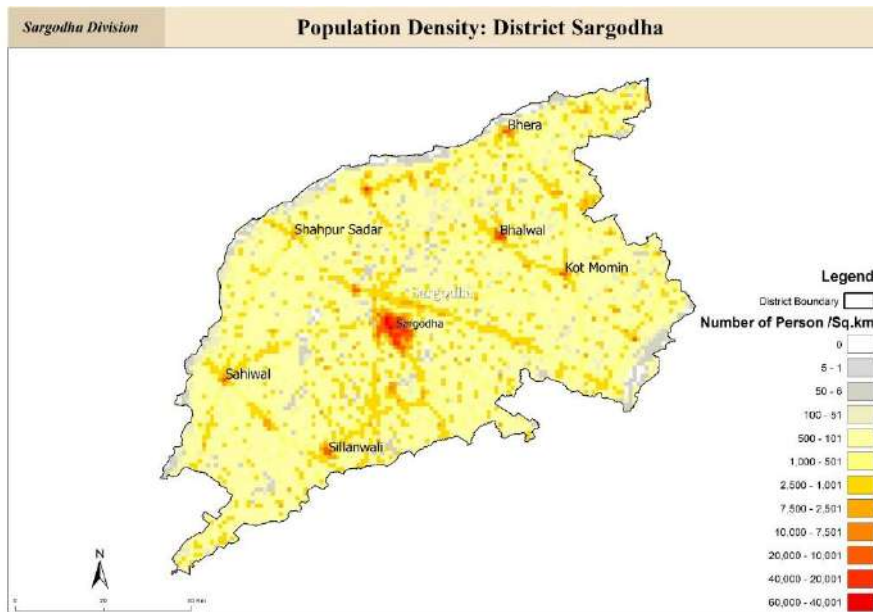 Sargodha Division
Population Density: District Sargodha
Bhera
Shahpur Sadar
Bhalwal
Kot Momin
Sargodha
Sargodha
Sahiwal
Sillanwali
Legend
District Boundary
Number of Person /Sq.km
0
5 - 1
50 - 6
100 - 51
500 - 101
1,000 - 501
2,500 - 1,001
7,500 - 2,501
10,000 - 7,501
20,000 - 10,001
40,000 - 20,001
60,000 - 40,001
N
0 20